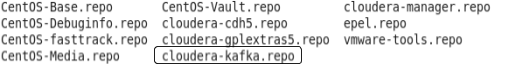 CentOS-Base.repo CentOS-Vault.repo cloudera-manager.repo
CentOS-Debuginfo.repo cloudera-cdh5.repo epel.repo
CentOS-fasttrack.repo cloudera-gplextras5.repo vmware-tools.repo
CentOS-Media.repo cloudera-kafka.repo